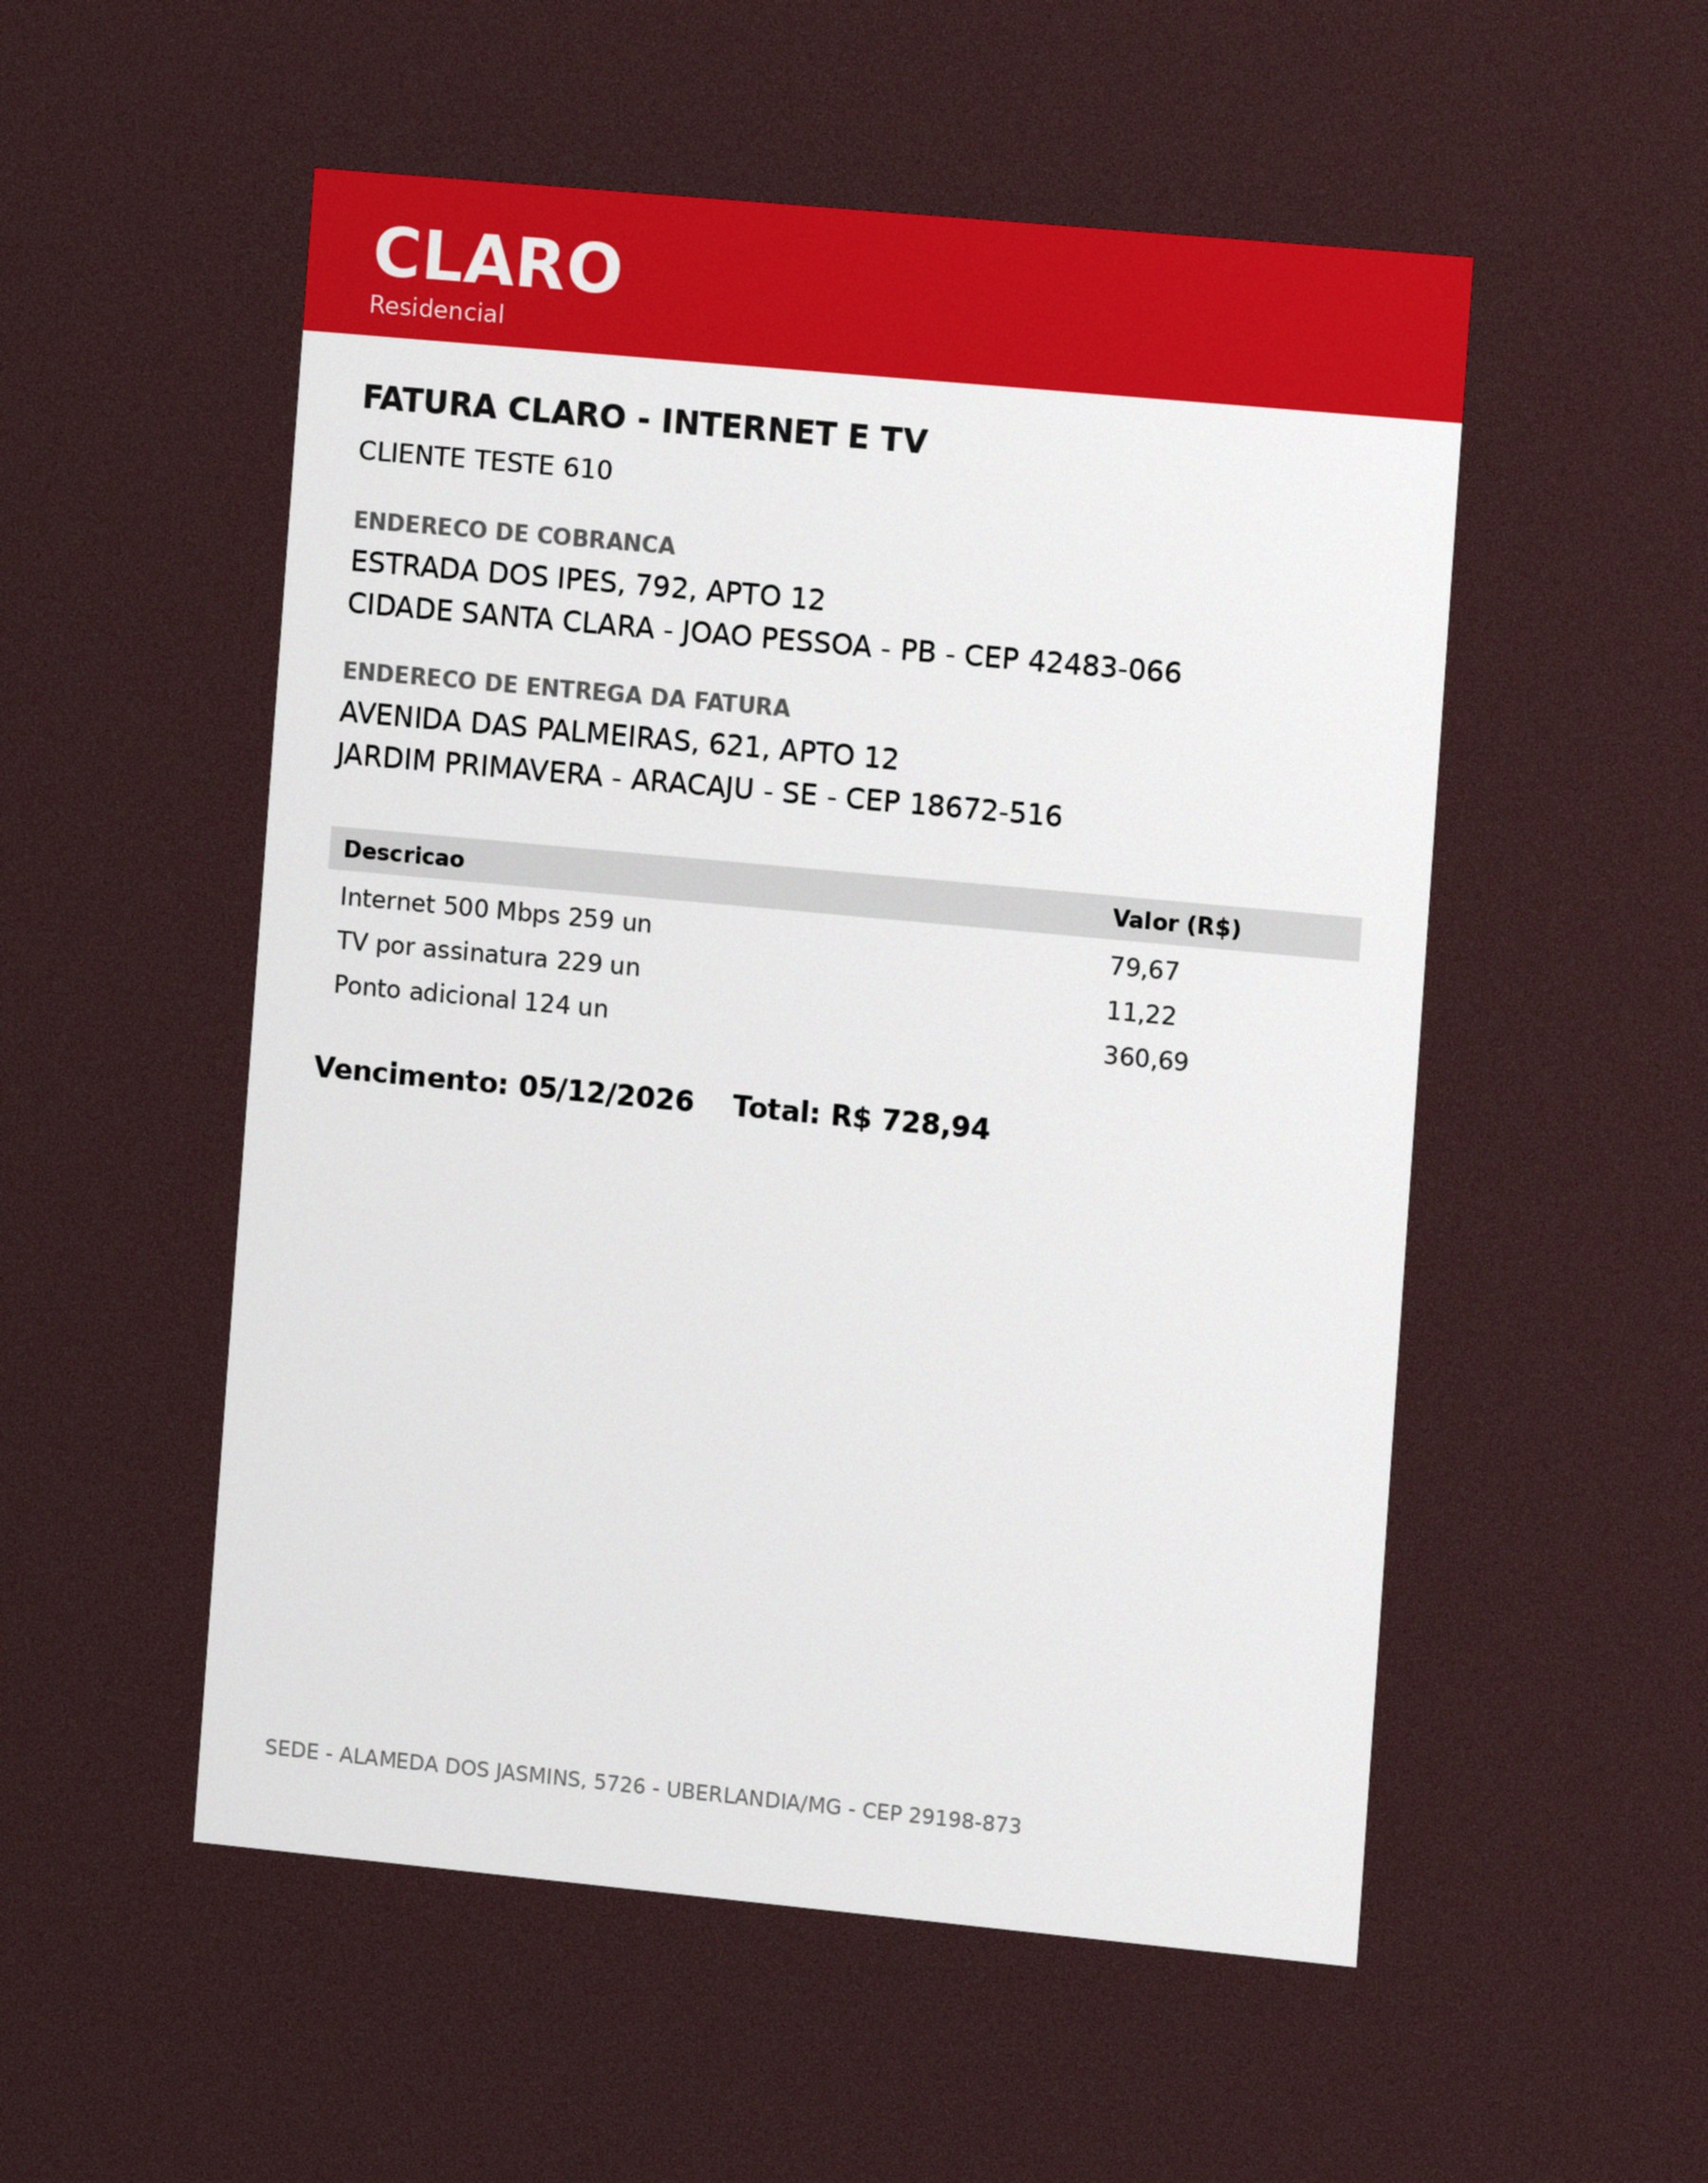 CLARO
Residencial
FATURA CLARO - INTERNET E TV
CLIENTE TESTE 610
ENDERECO DE COBRANCA
ESTRADA DOS IPES, 792, APTO 12
CIDADE SANTA CLARA - JOAO PESSOA - PB - CEP 42483-066
ENDERECO DE ENTREGA DA FATURA
AVENIDA DAS PALMEIRAS, 621, APTO 12
JARDIM PRIMAVERA - ARACAJU - SE - CEP 18672-516
Descricao Valor (R$)
Internet 500 Mbps 259 un 79,67
TV por assinatura 229 un 11,22
Ponto adicional 124 un 360,69
Vencimento: 05/12/2026 Total: R$ 728,94
SEDE - ALAMEDA DOS JASMINS, 5726 - UBERLANDIA/MG - CEP 29198-873